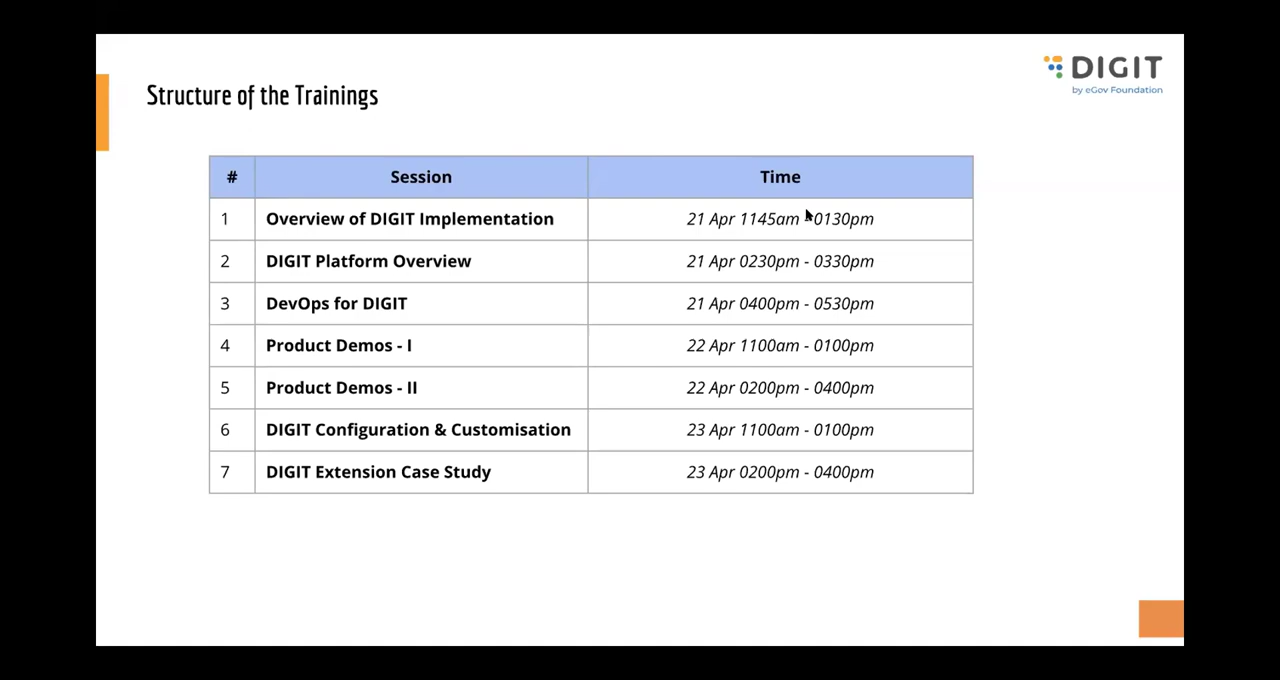 DIGIT
by eGov Foundation
Structure of the Trainings
# Session Time
1 Overview of DIGIT Implementation 21 Apr 1145am - 0130pm
2 DIGIT Platform Overview 21 Apr 0230pm - 0330pm
3 DevOps for DIGIT 21 Apr 0400pm - 0530pm
4 Product Demos - I 22 Apr 1100am - 0100pm
5 Product Demos - II 22 Apr 0200pm - 0400pm
6 DIGIT Configuration & Customisation 23 Apr 1100am - 0100pm
7 DIGIT Extension Case Study 23 Apr 0200pm - 0400pm